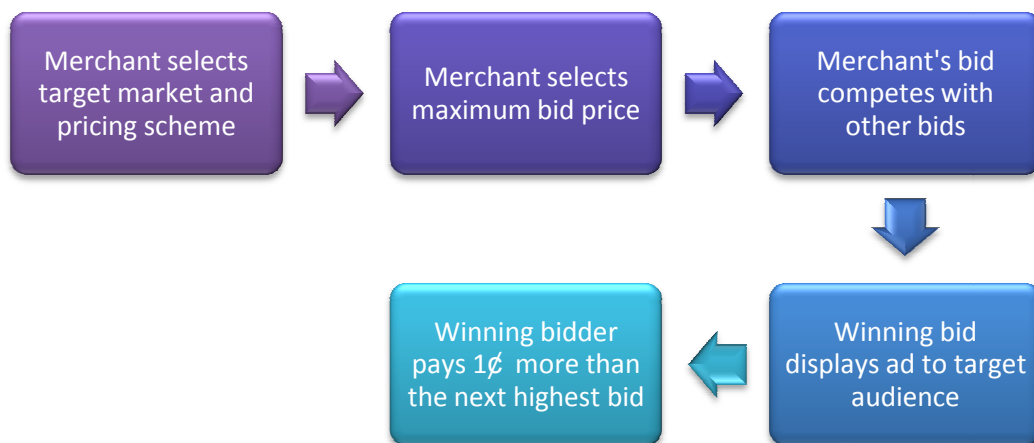 Merchant selects
target market and
pricing scheme
Merchant selects
maximum bid price
Merchant's bid
competes with
other bids
Winning bid
displays ad to target
audience
Winning bidder
pays 1¢ more than
the next highest bid